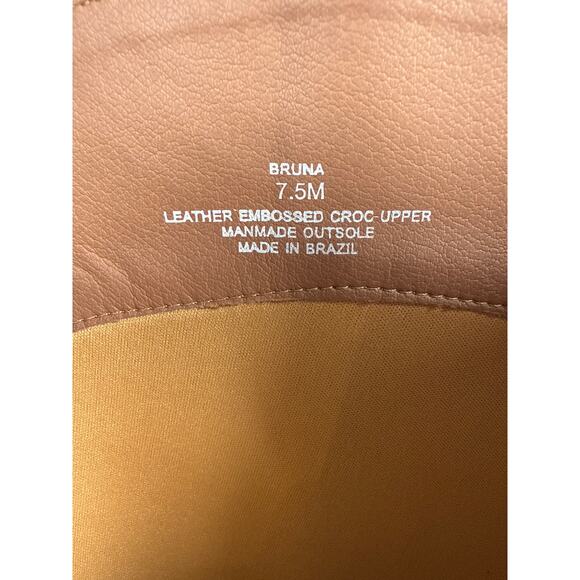 BRUNA
7.5M
LEATHER EMBOSSED CROC-UPPER
MANMADE OUTSOLE
MADE IN BRAZIL